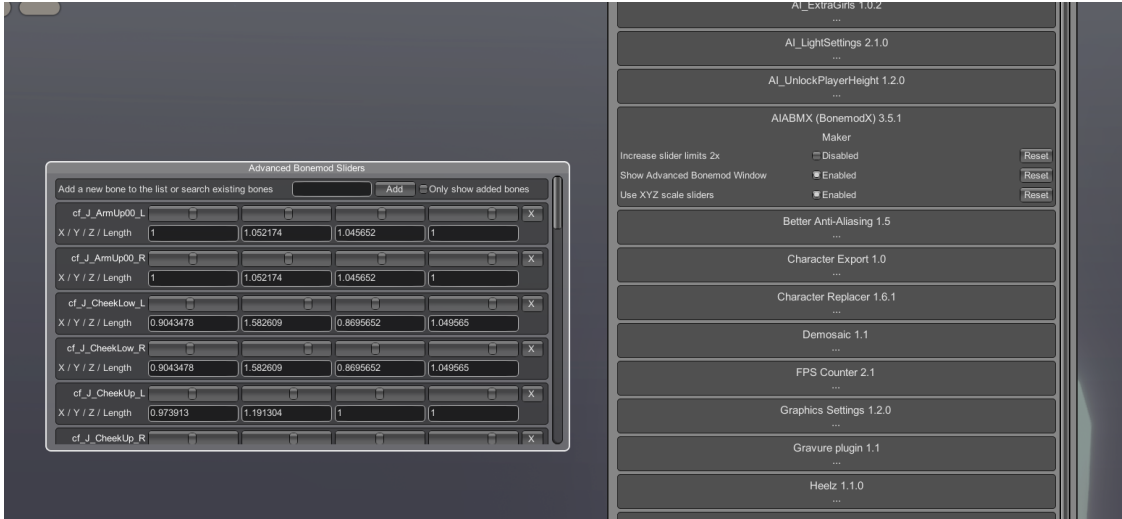 Advanced Bonemod Sliders
Add a new bone to the list or search existing bones Add Only show added bones
cf_J_ArmUp00_L X
X / Y / Z / Length 1 1.052174 1.045652 1
cf_J_ArmUp00_R X
X / Y / Z / Length 1 1.052174 1.045652 1
cf_J_CheekLow_L X
X / Y / Z / Length 0.9043478 1.582609 0.8695652 1.049565
cf_J_CheekLow_R X
X / Y / Z / Length 0.9043478 1.582609 0.8695652 1.049565
cf_J_CheekUp_L X
X / Y / Z / Length 0.973913 1.191304 1 1
cf_J_CheekUp_R X
AI_ExtraGirls 1.0.2
...
AI_LightSettings 2.1.0
...
AI_UnlockPlayerHeight 1.2.0
...
AIABMX (BonemodX) 3.5.1
Maker
Increase slider limits 2x Disabled Reset
Show Advanced Bonemod Window Enabled Reset
Use XYZ scale sliders Enabled Reset
Better Anti-Aliasing 1.5
...
Character Export 1.0
...
Character Replacer 1.6.1
...
Demosaic 1.1
...
FPS Counter 2.1
...
Graphics Settings 1.2.0
...
Gravure plugin 1.1
...
Heelz 1.1.0
...